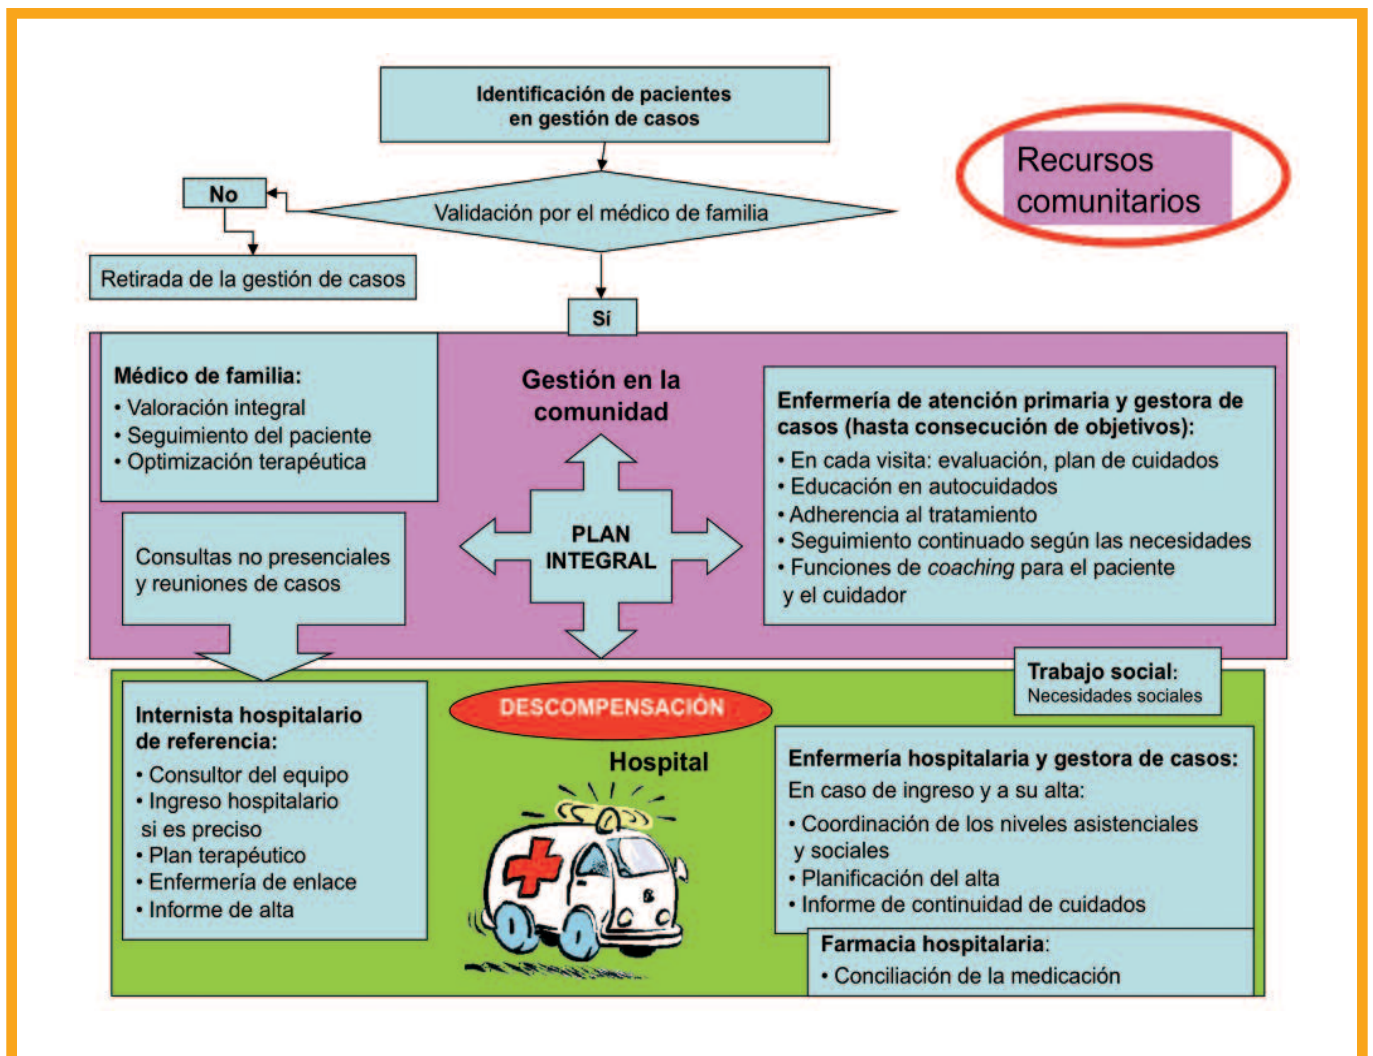 Identificación de pacientes
en gestión de casos
Recursos
comunitarios
No
Validación por el médico de familia
Retirada de la gestión de casos
Sí
Médico de familia:
• Valoración integral
• Seguimiento del paciente
• Optimización terapéutica
Gestión en la
comunidad
Enfermería de atención primaria y gestora de
casos (hasta consecución de objetivos):
• En cada visita: evaluación, plan de cuidados
• Educación en autocuidados
• Adherencia al tratamiento
• Seguimiento continuado según las necesidades
• Funciones de coaching para el paciente
y el cuidador
Consultas no presenciales
y reuniones de casos
PLAN
INTEGRAL
Trabajo social:
Necesidades sociales
Internista hospitalario
de referencia:
• Consultor del equipo
• Ingreso hospitalario
si es preciso
• Plan terapéutico
• Enfermería de enlace
• Informe de alta
DESCOMPENSACIÓN
Hospital
Enfermería hospitalaria y gestora de casos:
En caso de ingreso y a su alta:
• Coordinación de los niveles asistenciales
y sociales
• Planificación del alta
• Informe de continuidad de cuidados
Farmacia hospitalaria:
• Conciliación de la medicación